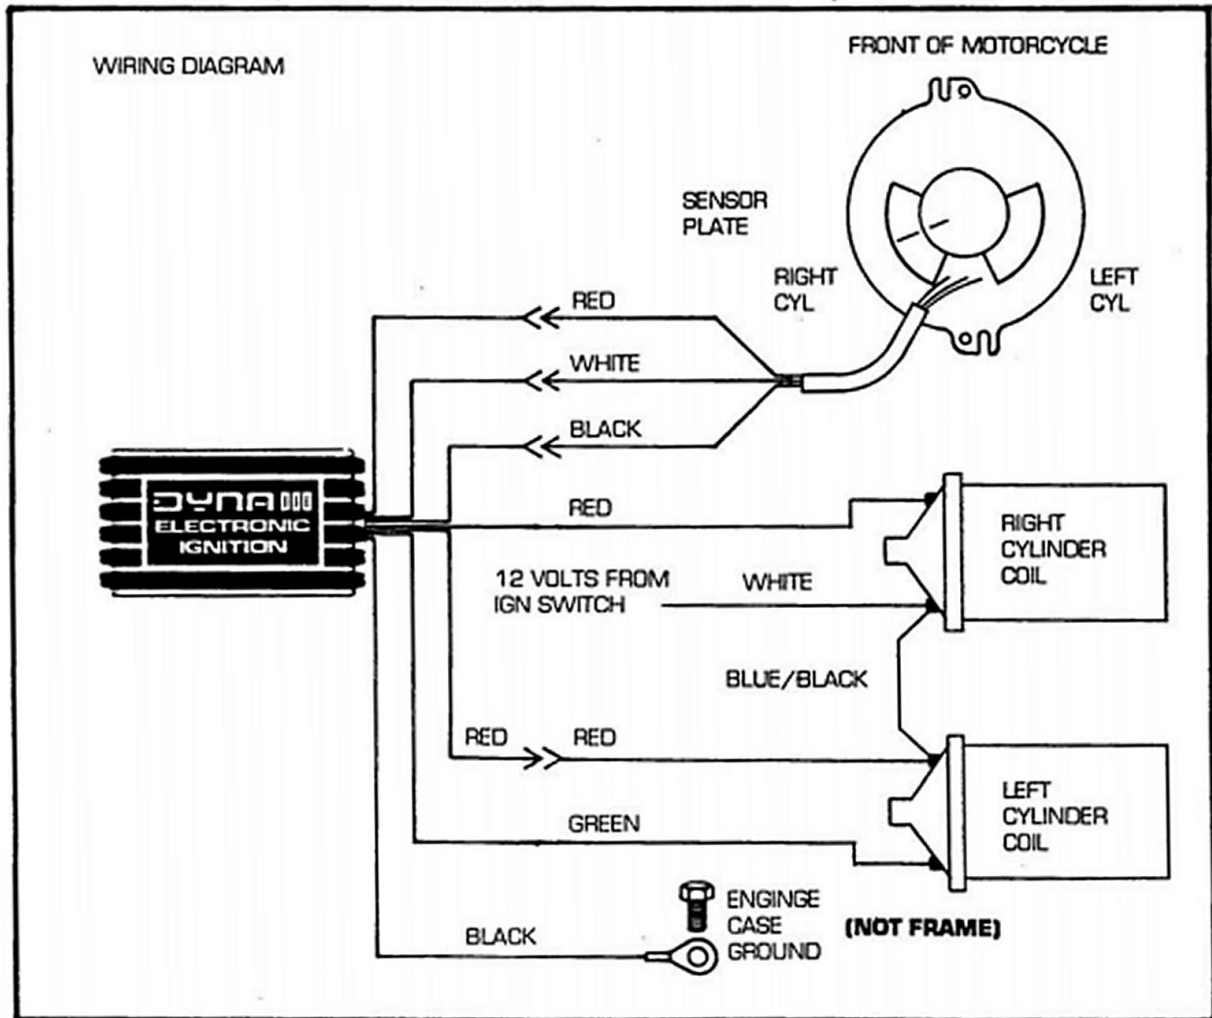 WIRING DIAGRAM
FRONT OF MOTORCYCLE
SENSOR
PLATE
RIGHT
CYL
LEFT
CYL
RED
WHITE
BLACK
DYNA III
ELECTRONIC
IGNITION
RED
RIGHT
CYLINDER
COIL
12 VOLTS FROM
IGN SWITCH
WHITE
BLUE/BLACK
RED
RED
LEFT
CYLINDER
COIL
GREEN
ENGINGE
CASE
GROUND
(NOT FRAME)
BLACK